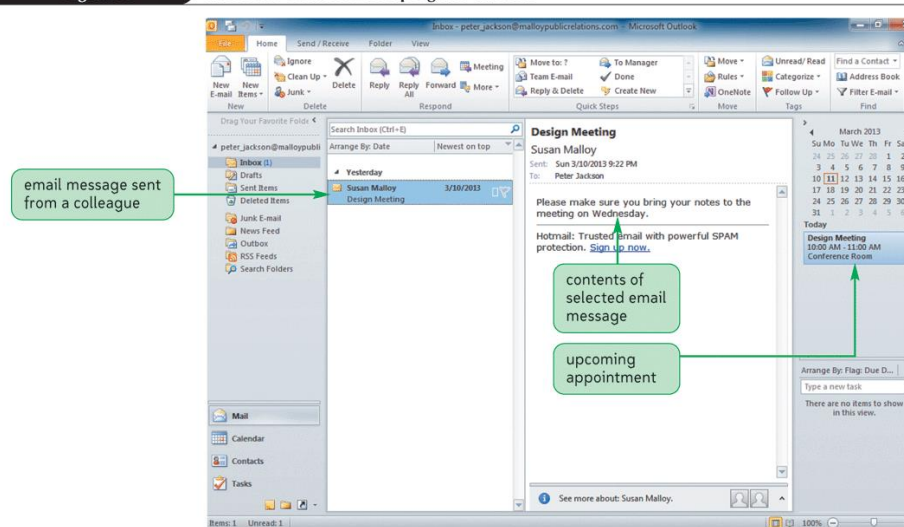 Inbox - peter_jackson@malloypublicrelations.com - Microsoft Outlook
File Home Send / Receive Folder View
New E-mail
New Items
New
Ignore
Clean Up
Junk
Delete
Delete
Reply
Reply All
Forward
Meeting
More
Respond
Move to: ?
Team E-mail
Reply & Delete
To Manager
Done
Create New
Quick Steps
Move
Rules
OneNote
Move
Unread/ Read
Categorize
Follow Up
Tags
Find a Contact
Address Book
Filter E-mail
Find
Drag Your Favorite Folde
peter_jackson@malloypubli
Inbox (1)
Drafts
Sent Items
Deleted Items
Junk E-mail
News Feed
Outbox
RSS Feeds
Search Folders
Mail
Calendar
Contacts
Tasks
email message sent
from a colleague
Search Inbox (Ctrl+E)
Arrange By: Date Newest on top
Yesterday
Susan Malloy 3/10/2013
Design Meeting
Design Meeting
Susan Malloy
Sent: Sun 3/10/2013 9:22 PM
To: Peter Jackson
Please make sure you bring your notes to the
meeting on Wednesday.
Hotmail: Trusted email with powerful SPAM
protection. Sign up now.
contents of
selected email
message
upcoming
appointment
See more about: Susan Malloy.
March 2013
Su Mo Tu We Th Fr Sa
24 25 26 27 28 1 2
3 4 5 6 7 8 9
10 11 12 13 14 15 16
17 18 19 20 21 22 23
24 25 26 27 28 29 30
31 1 2 3 4 5 6
Today
Design Meeting
10:00 AM - 11:00 AM
Conference Room
Arrange By: Flag: Due D...
Type a new task
There are no items to show
in this view.
Items: 1 Unread: 1
100%